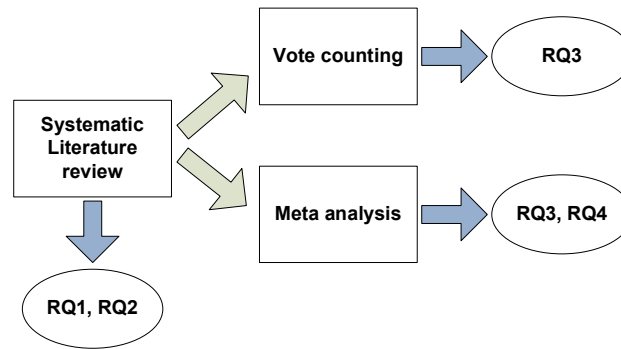 Vote counting
RQ3
Systematic
Literature
review
Meta analysis
RQ3, RQ4
RQ1, RQ2